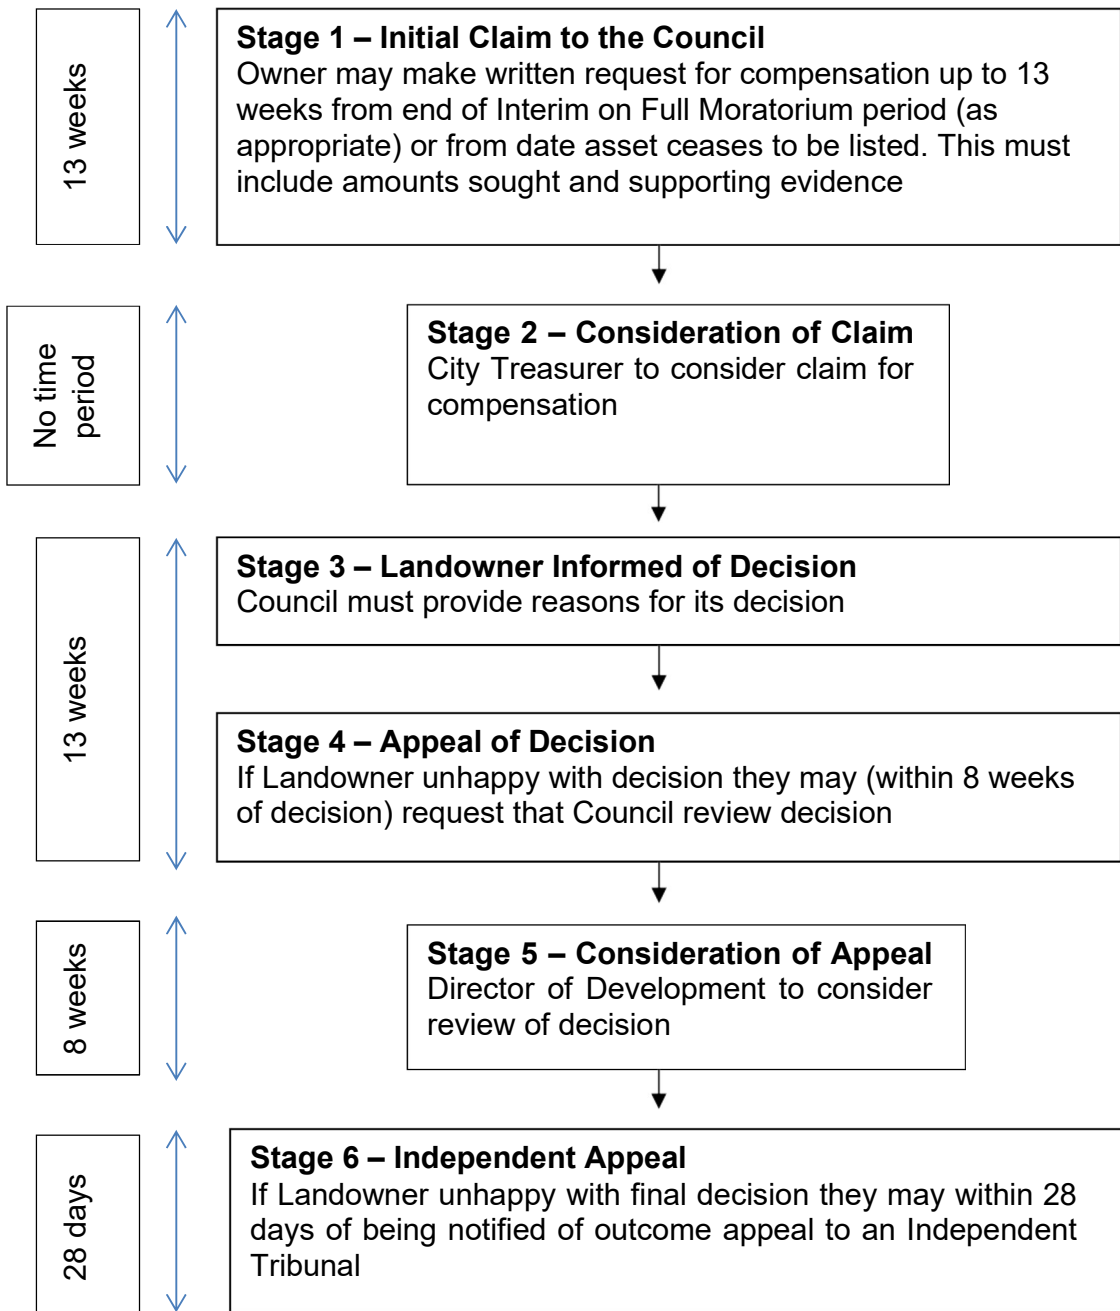 13 weeks
Stage 1 – Initial Claim to the Council
Owner may make written request for compensation up to 13
weeks from end of Interim on Full Moratorium period (as
appropriate) or from date asset ceases to be listed. This must
include amounts sought and supporting evidence
No time
period
Stage 2 – Consideration of Claim
City Treasurer to consider claim for
compensation
13 weeks
Stage 3 – Landowner Informed of Decision
Council must provide reasons for its decision
Stage 4 – Appeal of Decision
If Landowner unhappy with decision they may (within 8 weeks
of decision) request that Council review decision
8 weeks
Stage 5 – Consideration of Appeal
Director of Development to consider
review of decision
28 days
Stage 6 – Independent Appeal
If Landowner unhappy with final decision they may within 28
days of being notified of outcome appeal to an Independent
Tribunal